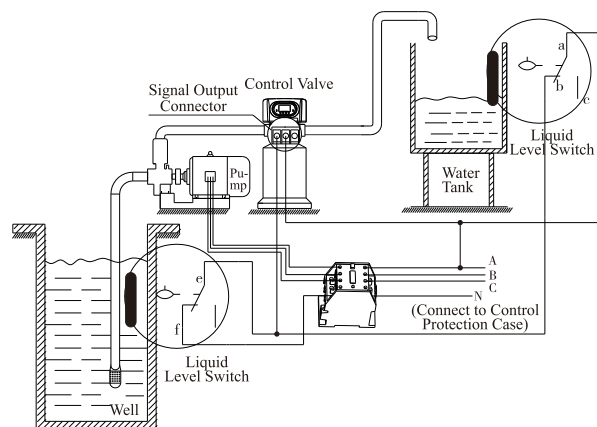 Signal Output
Connector
Control Valve
a
b
c
Liquid
Level Switch
Pu-
mp
Water
Tank
A
B
C
N
(Connect to Control
Protection Case)
e
f
Liquid
Level Switch
Well